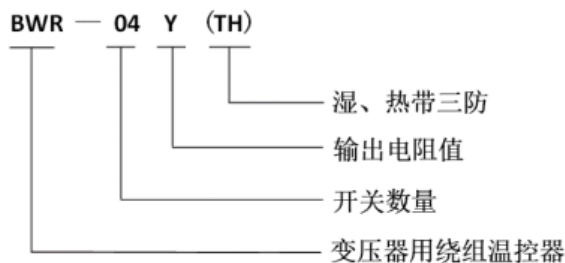 BWR — 04 Y (TH)
湿、热带三防
输出电阻值
开关数量
变压器用绕组温控器